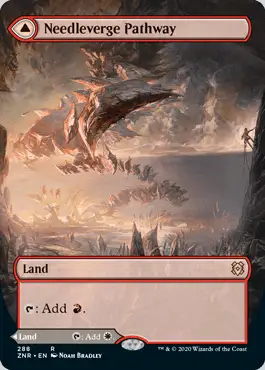 Needleverge Pathway
Land
: Add .
Land : Add
288 R
ZNR • EN Noah Bradley
™ & © 2020 Wizards of the Coast